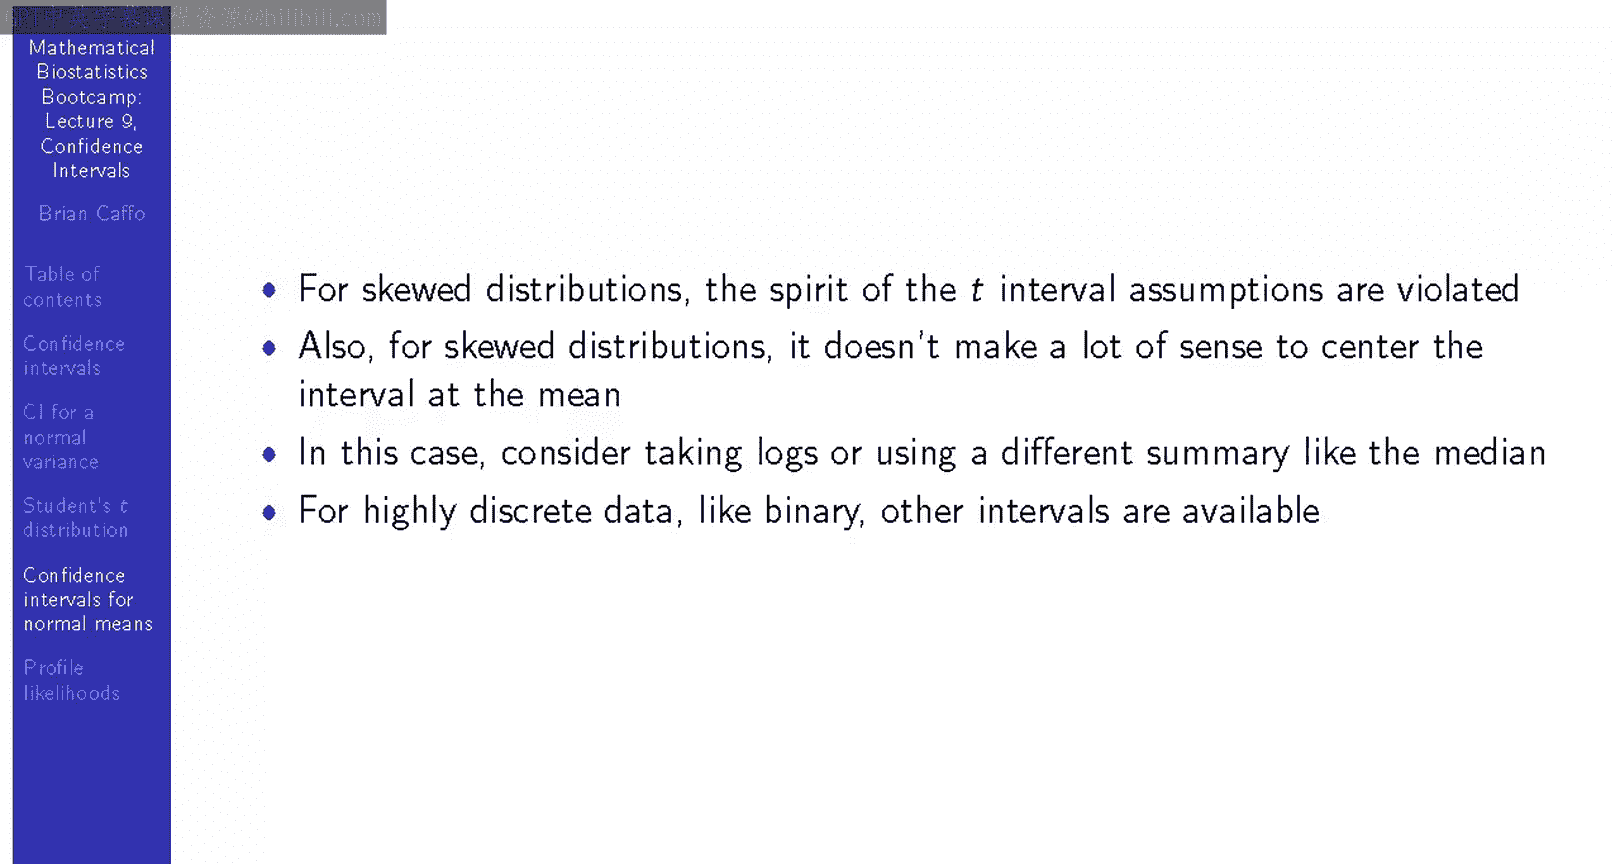 bilibili.com
Mathematical
Biostatistics
Bootcamp:
Lecture 9,
Confidence
Intervals
Brian Caffo
Table of
contents
Confidence
intervals
CI for a
normal
variance
Student's t
distribution
Confidence
intervals for
normal means
Profile
likelihoods
• For skewed distributions, the spirit of the t interval assumptions are violated
• Also, for skewed distributions, it doesn't make a lot of sense to center the
interval at the mean
• In this case, consider taking logs or using a different summary like the median
• For highly discrete data, like binary, other intervals are available